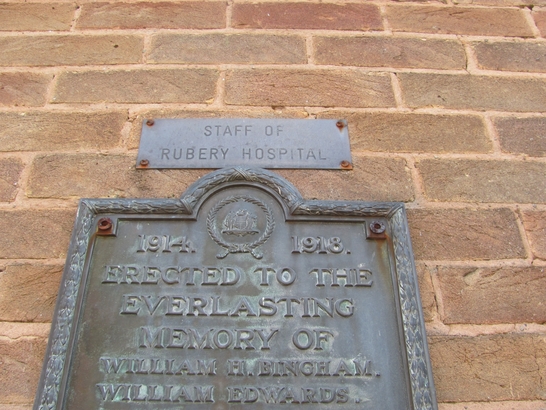 STAFF OF
RUBERY HOSPITAL
1914. 1918.
ERECTED TO THE
EVERLASTING
MEMORY OF
WILLIAM H. BINGHAM.
WILLIAM EDWARDS.